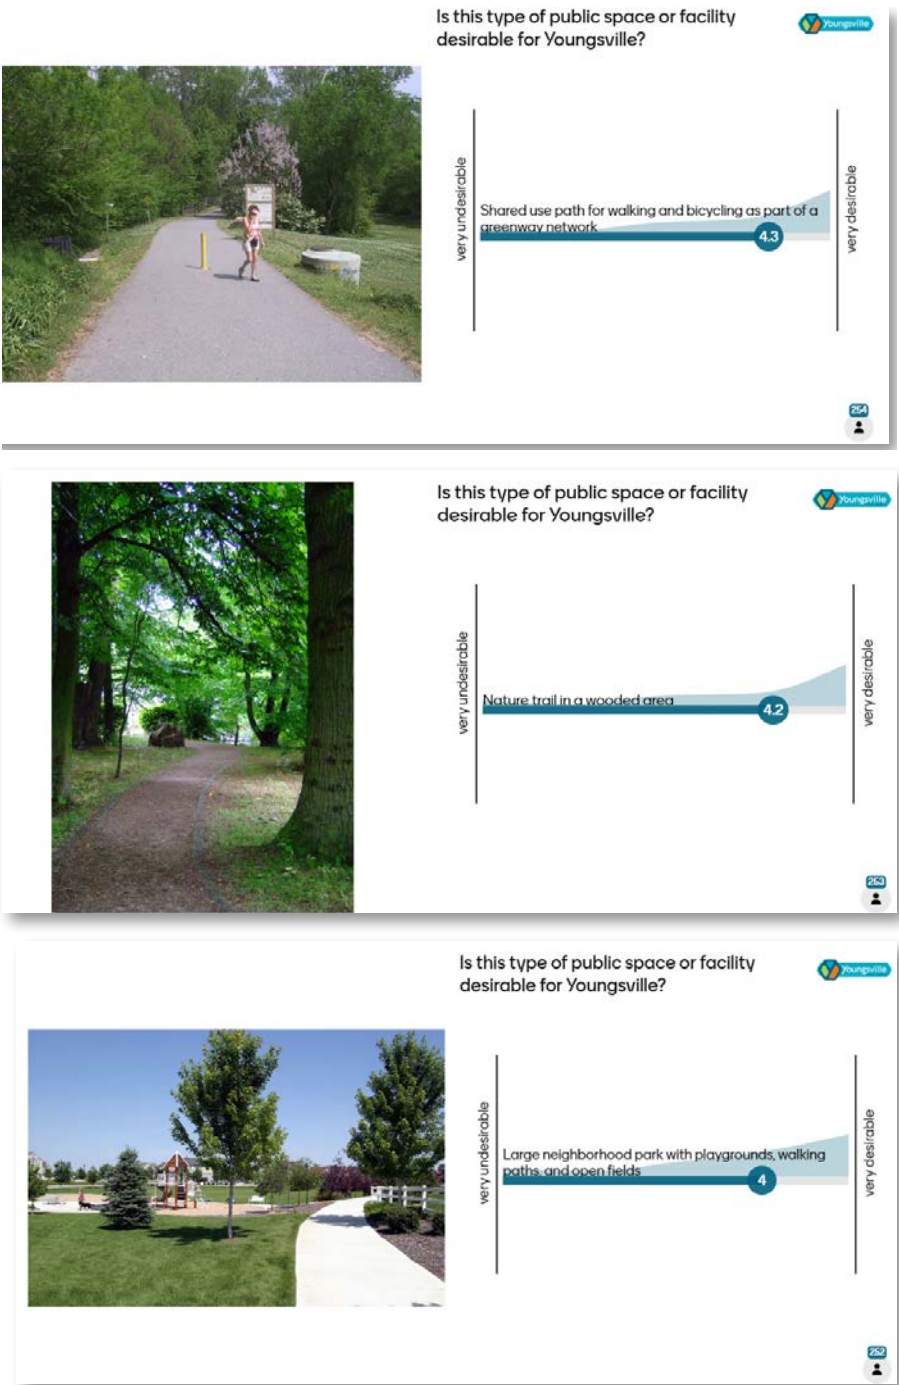 Is this type of public space or facility
desirable for Youngsville?
Youngsville
very undesirable
Shared use path for walking and bicycling as part of a
greenway network
4.3
very desirable
254
Is this type of public space or facility
desirable for Youngsville?
Youngsville
very undesirable
Nature trail in a wooded area
4.2
very desirable
253
Is this type of public space or facility
desirable for Youngsville?
Youngsville
very undesirable
Large neighborhood park with playgrounds, walking
paths, and open fields
4
very desirable
252